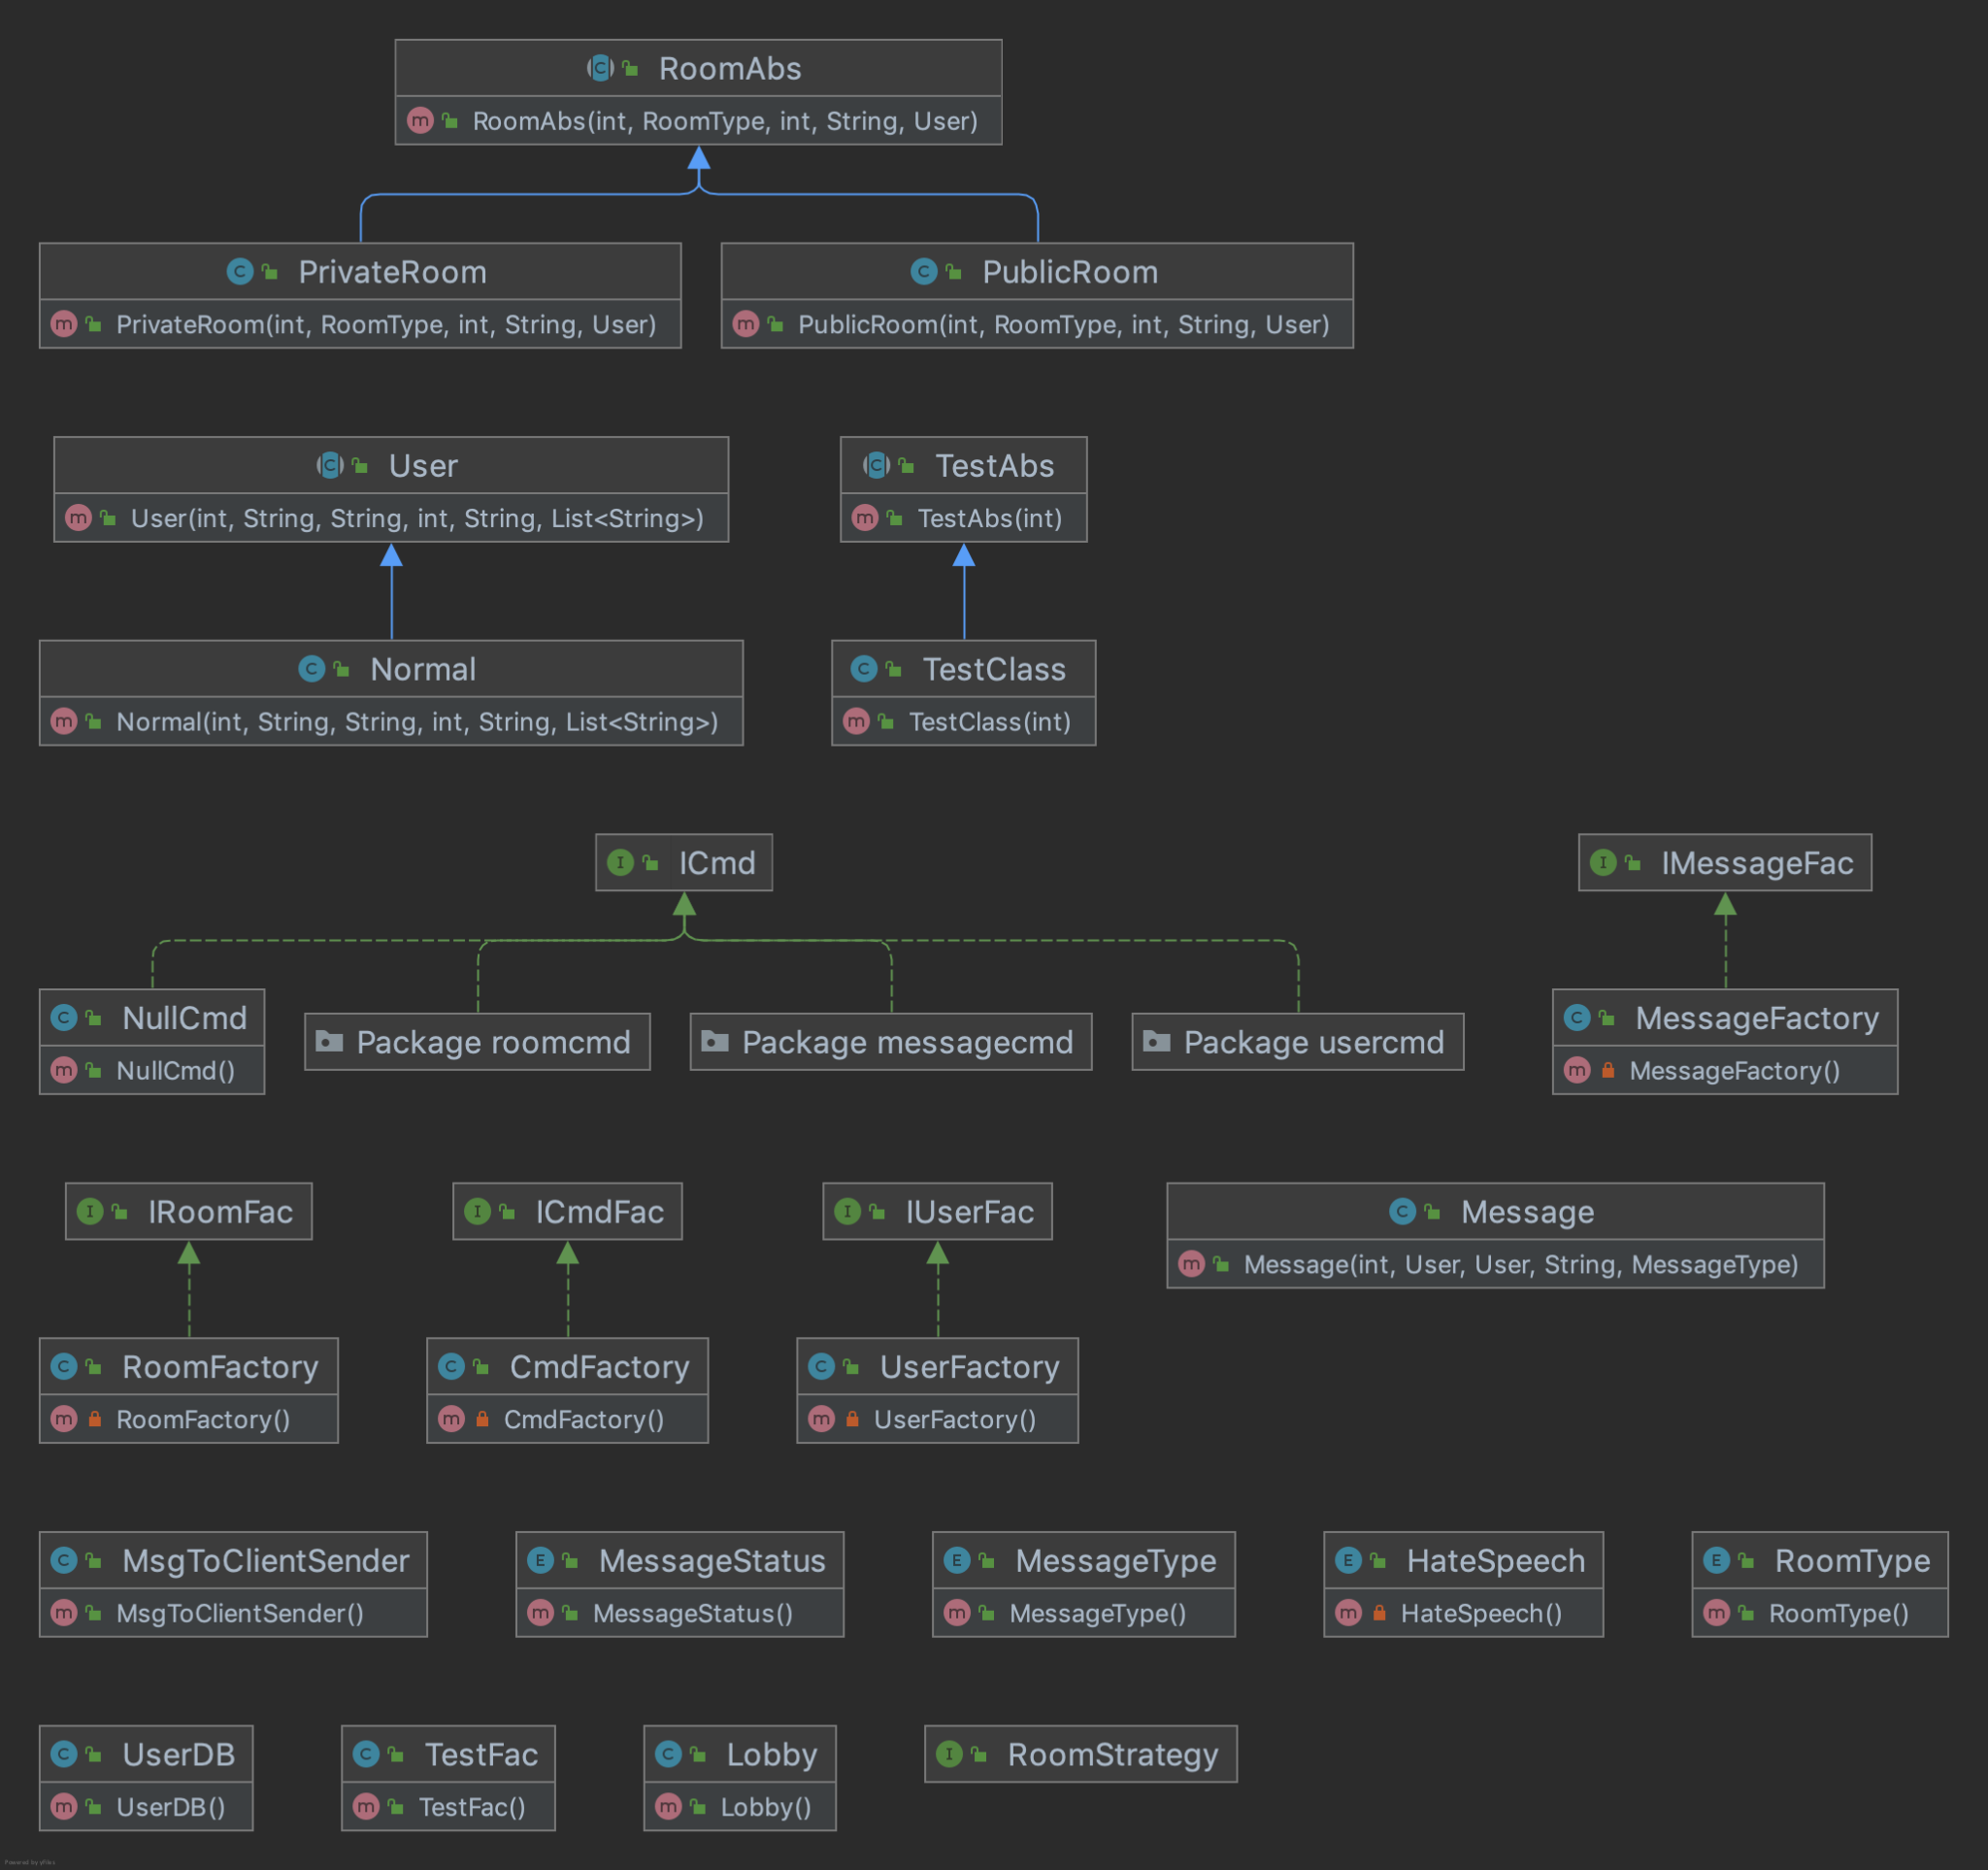 RoomAbs
RoomAbs(int, RoomType, int, String, User)
PrivateRoom
PrivateRoom(int, RoomType, int, String, User)
PublicRoom
PublicRoom(int, RoomType, int, String, User)
User
User(int, String, String, int, String, List<String>)
TestAbs
TestAbs(int)
Normal
Normal(int, String, String, int, String, List<String>)
TestClass
TestClass(int)
ICmd
IMessageFac
NullCmd
NullCmd()
Package roomcmd
Package messagecmd
Package usercmd
MessageFactory
MessageFactory()
IRoomFac
ICmdFac
IUserFac
Message
Message(int, User, User, String, MessageType)
RoomFactory
RoomFactory()
CmdFactory
CmdFactory()
UserFactory
UserFactory()
MsgToClientSender
MsgToClientSender()
MessageStatus
MessageStatus()
MessageType
MessageType()
HateSpeech
HateSpeech()
RoomType
RoomType()
UserDB
UserDB()
TestFac
TestFac()
Lobby
Lobby()
RoomStrategy
Powered by yFiles